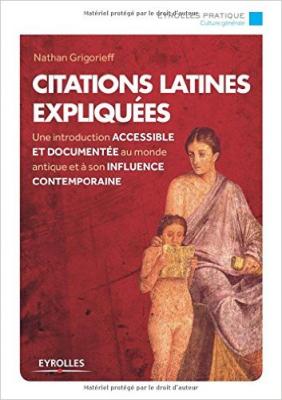 Matériel protégé par le droit d'auteur
EYROLLES PRATIQUE
Culture générale
Nathan Grigorieff
CITATIONS LATINES
EXPLIQUÉES
Une introduction ACCESSIBLE
ET DOCUMENTÉE au monde
antique et à son INFLUENCE
CONTEMPORAINE
EYROLLES
Matériel protégé par le droit d'auteur